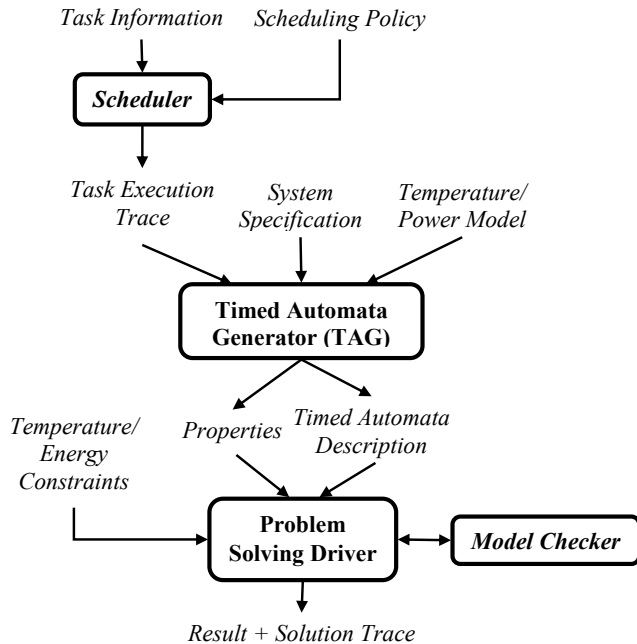 Task Information
Scheduling Policy
Scheduler
Task Execution
Trace
System
Specification
Temperature/
Power Model
Timed Automata
Generator (TAG)
Temperature/
Energy
Constraints
Properties
Timed Automata
Description
Problem
Solving Driver
Model Checker
Result + Solution Trace